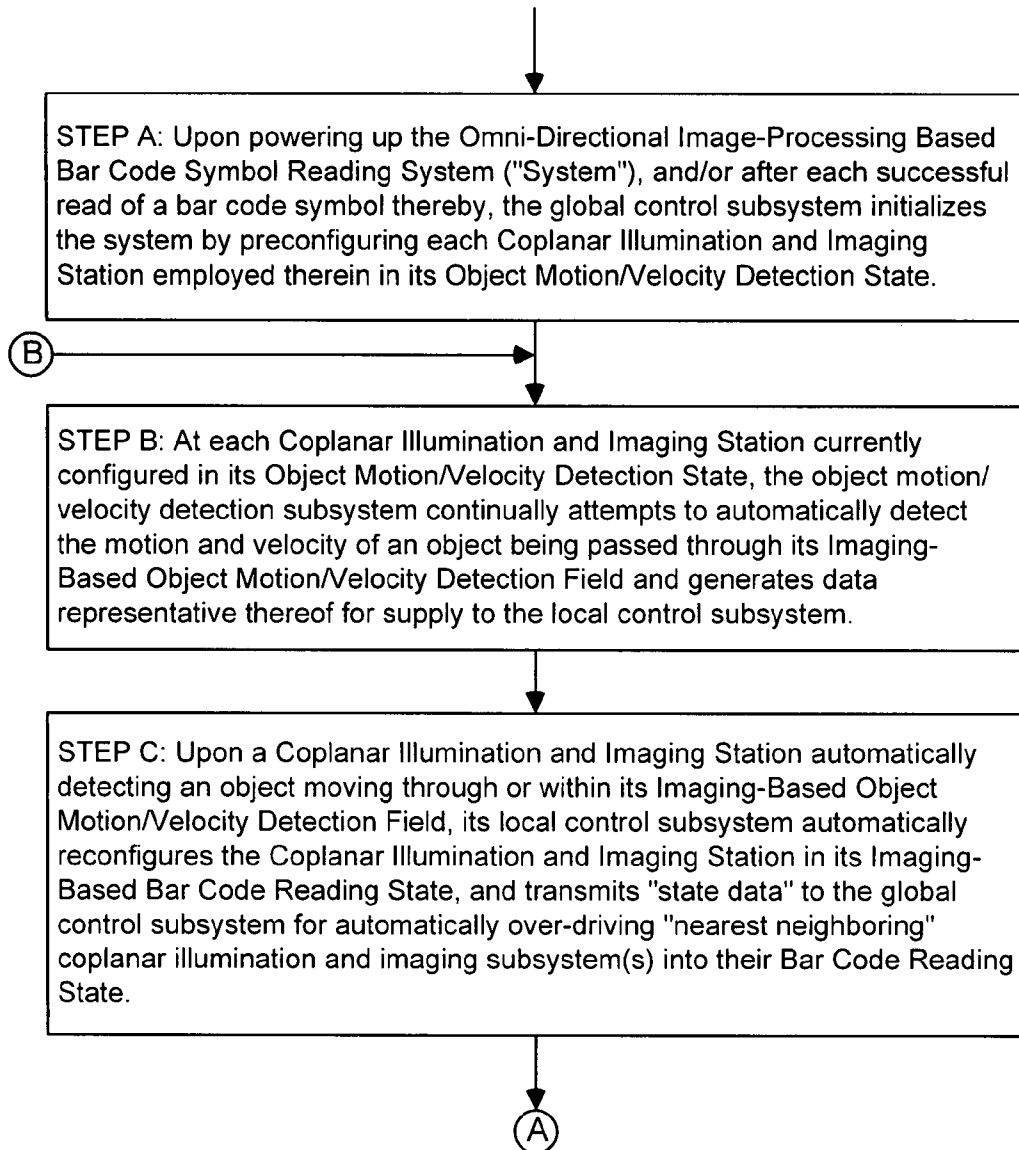 STEP A: Upon powering up the Omni-Directional Image-Processing Based
Bar Code Symbol Reading System ("System"), and/or after each successful
read of a bar code symbol thereby, the global control subsystem initializes
the system by preconfiguring each Coplanar Illumination and Imaging
Station employed therein in its Object Motion/Velocity Detection State.
B
STEP B: At each Coplanar Illumination and Imaging Station currently
configured in its Object Motion/Velocity Detection State, the object motion/
velocity detection subsystem continually attempts to automatically detect
the motion and velocity of an object being passed through its Imaging-
Based Object Motion/Velocity Detection Field and generates data
representative thereof for supply to the local control subsystem.
STEP C: Upon a Coplanar Illumination and Imaging Station automatically
detecting an object moving through or within its Imaging-Based Object
Motion/Velocity Detection Field, its local control subsystem automatically
reconfigures the Coplanar Illumination and Imaging Station in its Imaging-
Based Bar Code Reading State, and transmits "state data" to the global
control subsystem for automatically over-driving "nearest neighboring"
coplanar illumination and imaging subsystem(s) into their Bar Code Reading
State.
A